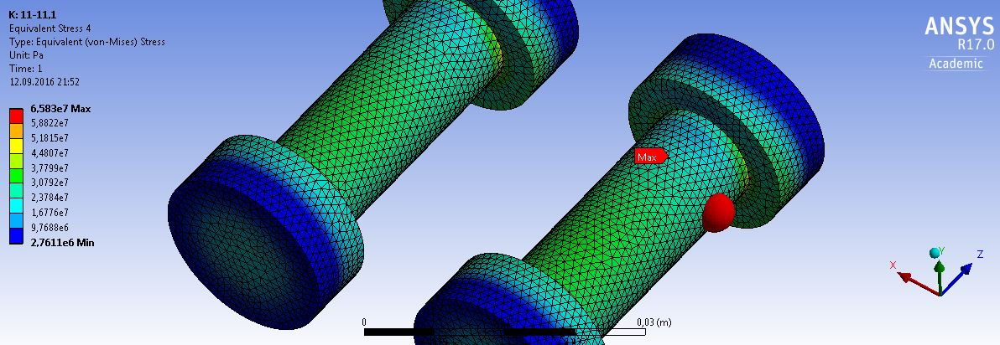 K: 11-11,1
Equivalent Stress 4
Type: Equivalent (von-Mises) Stress
Unit: Pa
Time: 1
12.09.2016 21:52
6,583e7 Max
5,8822e7
5,1815e7
4,4807e7
3,7799e7
3,0792e7
2,3784e7
1,6776e7
9,7688e6
2,7611e6 Min
ANSYS
R17.0
Academic
Max
0
0,03 (m)
X
Y
Z